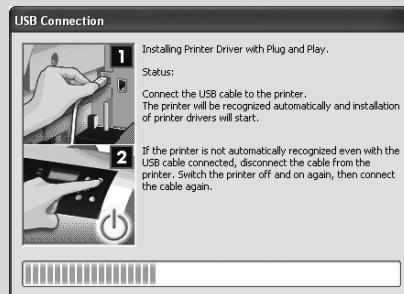 USB Connection
1
Installing Printer Driver with Plug and Play.
Status:
Connect the USB cable to the printer.
The printer will be recognized automatically and installation
of printer drivers will start.
2
If the printer is not automatically recognized even with the
USB cable connected, disconnect the cable from the
printer. Switch the printer off and on again, then connect
the cable again.